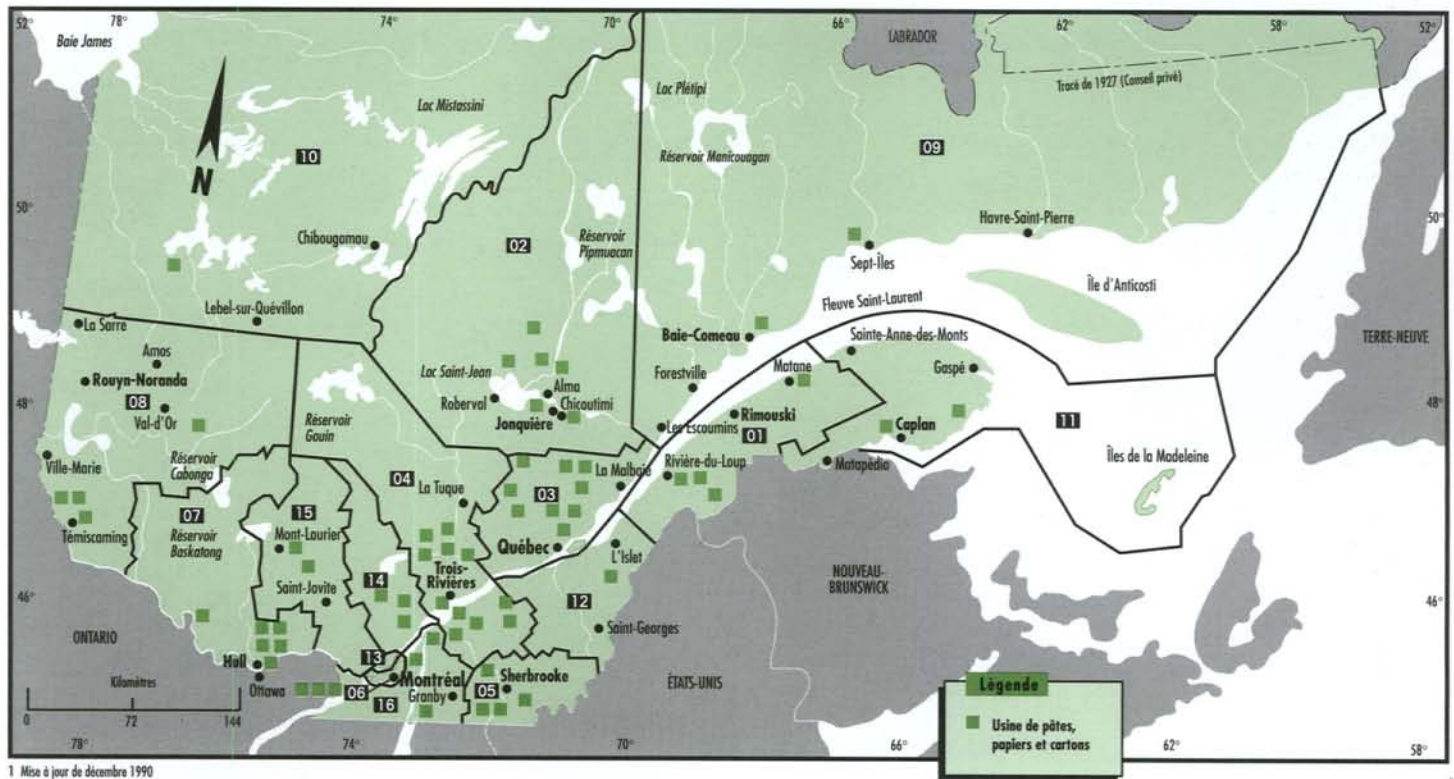 52°
78°
74°
70°
66°
62°
58°
52°
Baie James
LABRADOR
Tracé de 1927 (Conseil privé)
Lac Mistassini
Lac Plétipi
Réservoir Manicouagan
10
09
N
50°
50°
Chibougamau
02
Réservoir
Pipmuacan
Havre-Saint-Pierre
Sept-Îles
Île d'Anticosti
Fleuve Saint-Laurent
La Sarre
Lebel-sur-Quévillon
Baie-Comeau
Sainte-Anne-des-Monts
TERRE-NEUVE
Amos
Rouyn-Noranda
08
Val-d'Or
48°
48°
Lac Saint-Jean
Roberval
Alma
Chicoutimi
Jonquière
Forestville
Matane
Gaspé
Rimouski
01
Caplan
11
Les Escoumins
Réservoir
Gouin
Ville-Marie
Réservoir
Cabonga
04
La Tuque
03
La Malbaie
Rivière-du-Loup
Matapédia
Îles de la Madeleine
07
15
Témiscaming
Réservoir
Baskatong
Mont-Laurier
Québec
L'Islet
NOUVEAU-
BRUNSWICK
Saint-Jovite
14
Trois-
Rivières
12
46°
46°
ONTARIO
Saint-Georges
Hull
Ottawa
13
Montréal
06
16
Granby
05
Sherbrooke
ÉTATS-UNIS
Kilomètres
0
72
144
Légende
Usine de pâtes,
papiers et cartons
78°
74°
70°
66°
62°
58°
1 Mise à jour de décembre 1990